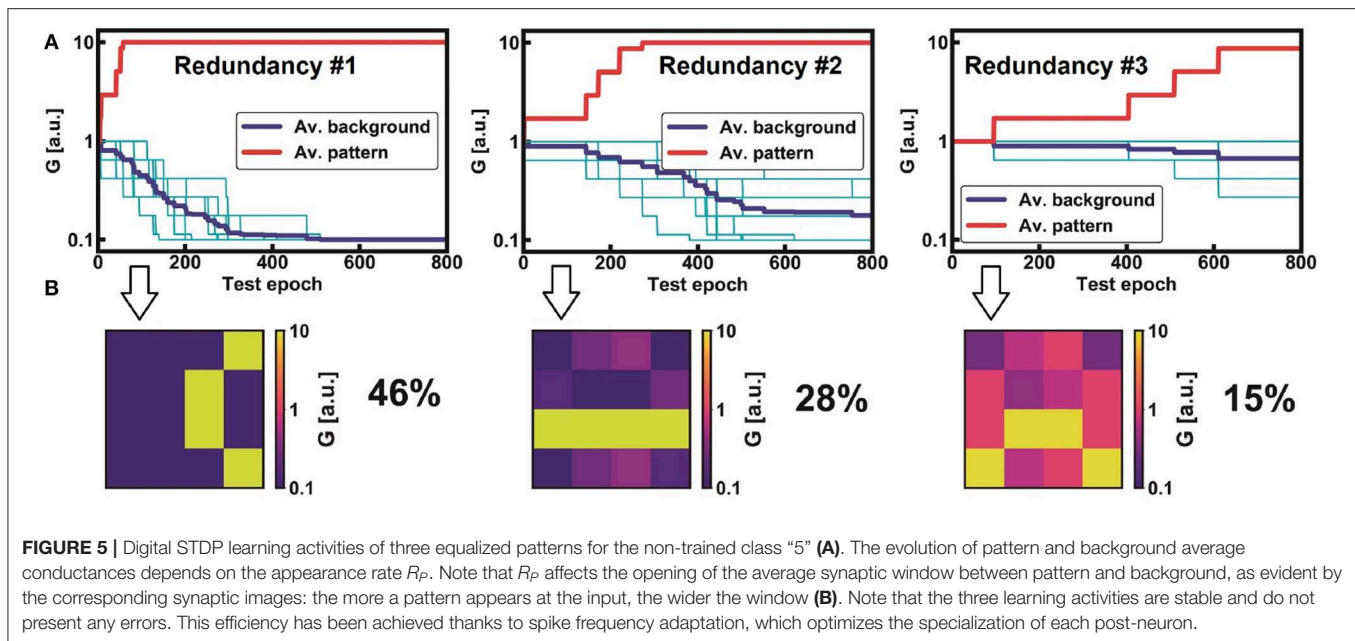 A
10
1
0.1
G [a.u.]
Redundancy #1
Av. background
Av. pattern
0 200 400 600 800
Test epoch
10
1
0.1
G [a.u.]
Redundancy #2
Av. background
Av. pattern
0 200 400 600 800
Test epoch
10
1
0.1
G [a.u.]
Redundancy #3
Av. background
Av. pattern
0 200 400 600 800
Test epoch
B
10
1
0.1
G [a.u.]
46%
10
1
0.1
G [a.u.]
28%
10
1
0.1
G [a.u.]
15%
FIGURE 5 | Digital STDP learning activities of three equalized patterns for the non-trained class “5” (A). The evolution of pattern and background average
conductances depends on the appearance rate RP. Note that RP affects the opening of the average synaptic window between pattern and background, as evident by
the corresponding synaptic images: the more a pattern appears at the input, the wider the window (B). Note that the three learning activities are stable and do not
present any errors. This efficiency has been achieved thanks to spike frequency adaptation, which optimizes the specialization of each post-neuron.